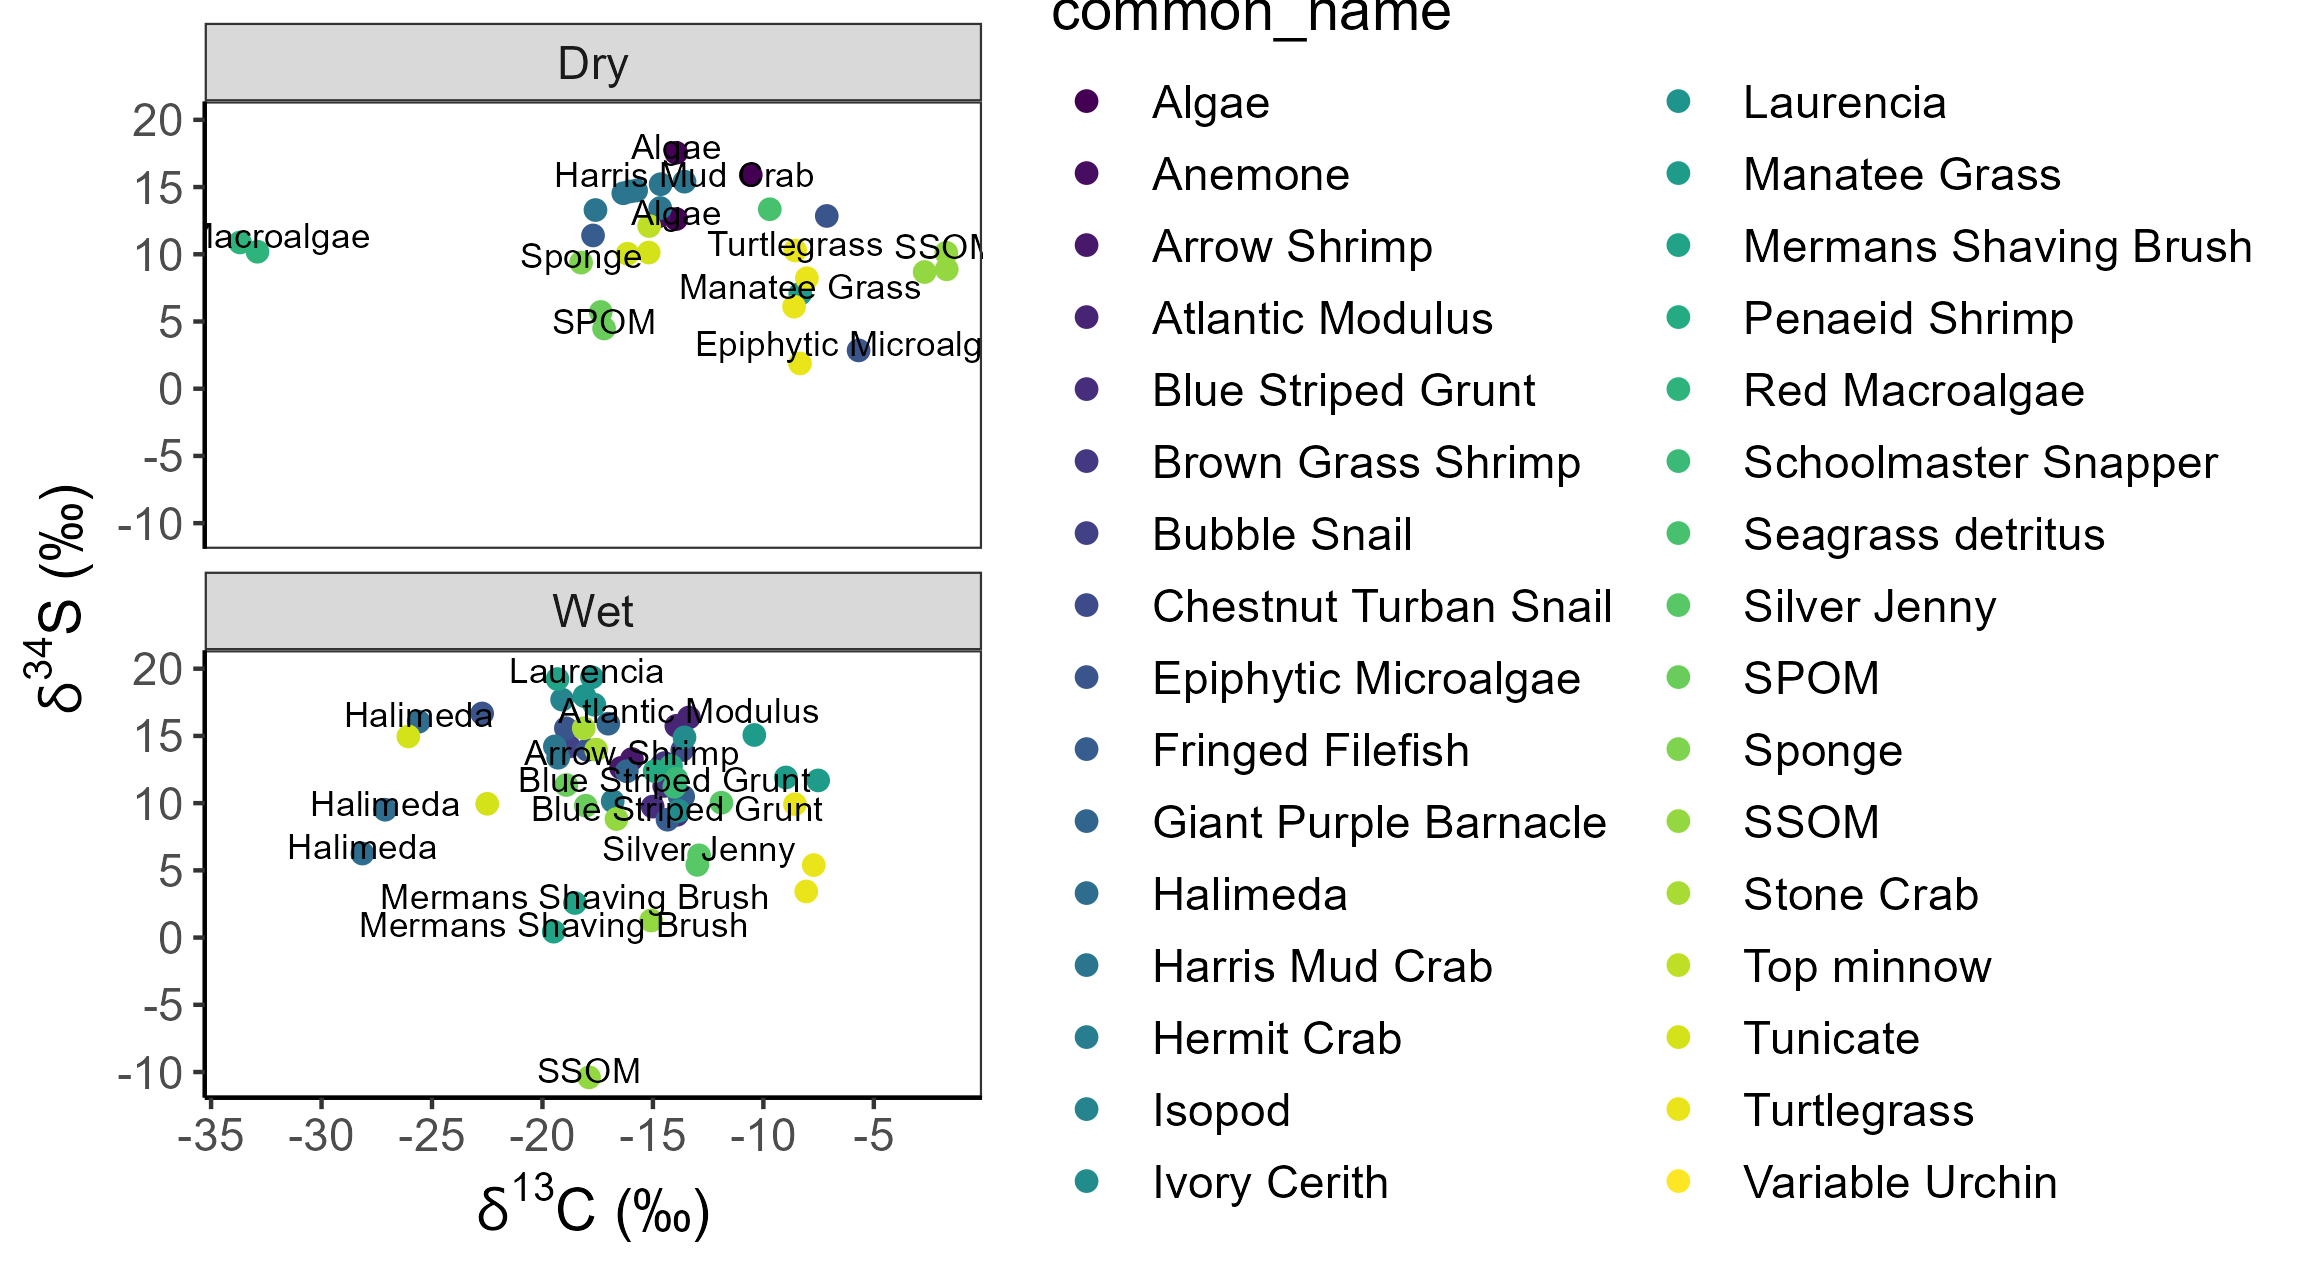 common_name
Dry
20
15
10
5
0
-5
-10
Algae
Harris Mud Crab
Algae
Macroalgae
Sponge
Turtlegrass
SSOM
Manatee Grass
SPOM
Epiphytic Microalg
δ34S (‰)
Wet
20
15
10
5
0
-5
-10
Laurencia
Halimeda
Atlantic Modulus
Arrow Shrimp
Blue Striped Grunt
Halimeda
Blue Striped Grunt
Halimeda
Silver Jenny
Mermans Shaving Brush
Mermans Shaving Brush
SSOM
-35 -30 -25 -20 -15 -10 -5
δ13C (‰)
Algae
Anemone
Arrow Shrimp
Atlantic Modulus
Blue Striped Grunt
Brown Grass Shrimp
Bubble Snail
Chestnut Turban Snail
Epiphytic Microalgae
Fringed Filefish
Giant Purple Barnacle
Halimeda
Harris Mud Crab
Hermit Crab
Isopod
Ivory Cerith
Laurencia
Manatee Grass
Mermans Shaving Brush
Penaeid Shrimp
Red Macroalgae
Schoolmaster Snapper
Seagrass detritus
Silver Jenny
SPOM
Sponge
SSOM
Stone Crab
Top minnow
Tunicate
Turtlegrass
Variable Urchin